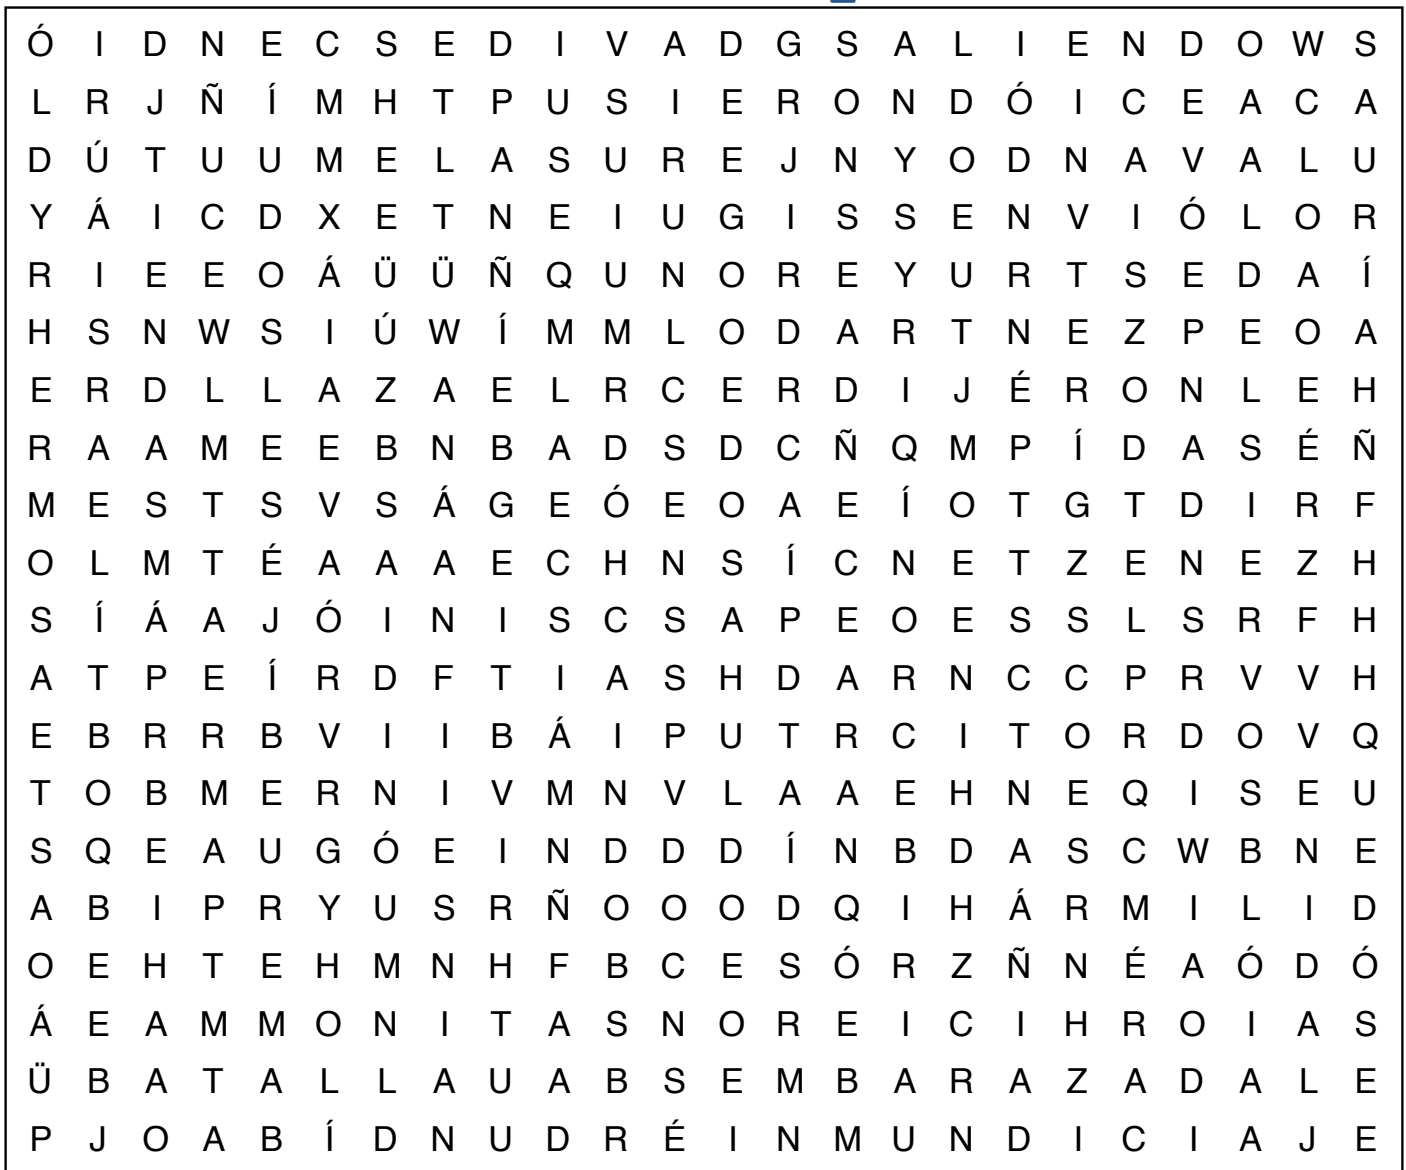 Ó I D N E C S E D I V A D G S A L I E N D O W S
L R J Ñ Í M H T P U S I E R O N D Ó I C E A C A
D Ú T U U M E L A S U R E J N Y O D N A V A L U
Y Á I C D X E T N E I U G I S S E N V I Ó L O R
R I E E O Á Ü Ü Ñ Q U N O R E Y U R T S E D A Í
H S N W S I Ú W Í M M L O D A R T N E Z P E O A
E R D L L A Z A E L R C E R D I J É R O N L E H
R A A M E E B N B A D S D C Ñ Q M P Í D A S É Ñ
M E S T S V S Á G E Ó E O A E Í O T G T D I R F
O L M T É A A A E C H N S Í C N E T Z E N E Z H
S Í Á A J Ó I N I S C S A P E O E S S L S R F H
A T P E Í R D F T I A S H D A R N C C P R V V H
E B R R B V I I B Á I P U T R C I T O R D O V Q
T O B M E R N I V M N V L A A E H N E Q I S E U
S Q E A U G Ó E I N D D D Í N B D A S C W B N E
A B I P R Y U S R Ñ O O O D Q I H Á R M I L I D
O E H T E H M N H F B C E S Ó R Z Ñ N É A Ó D Ó
Á E A M M O N I T A S N O R E I C I H R O I A S
Ü B A T A L L A U A B S E M B A R A Z A D A L E
P J O A B Í D N U D R É I N M U N D I C I A J E